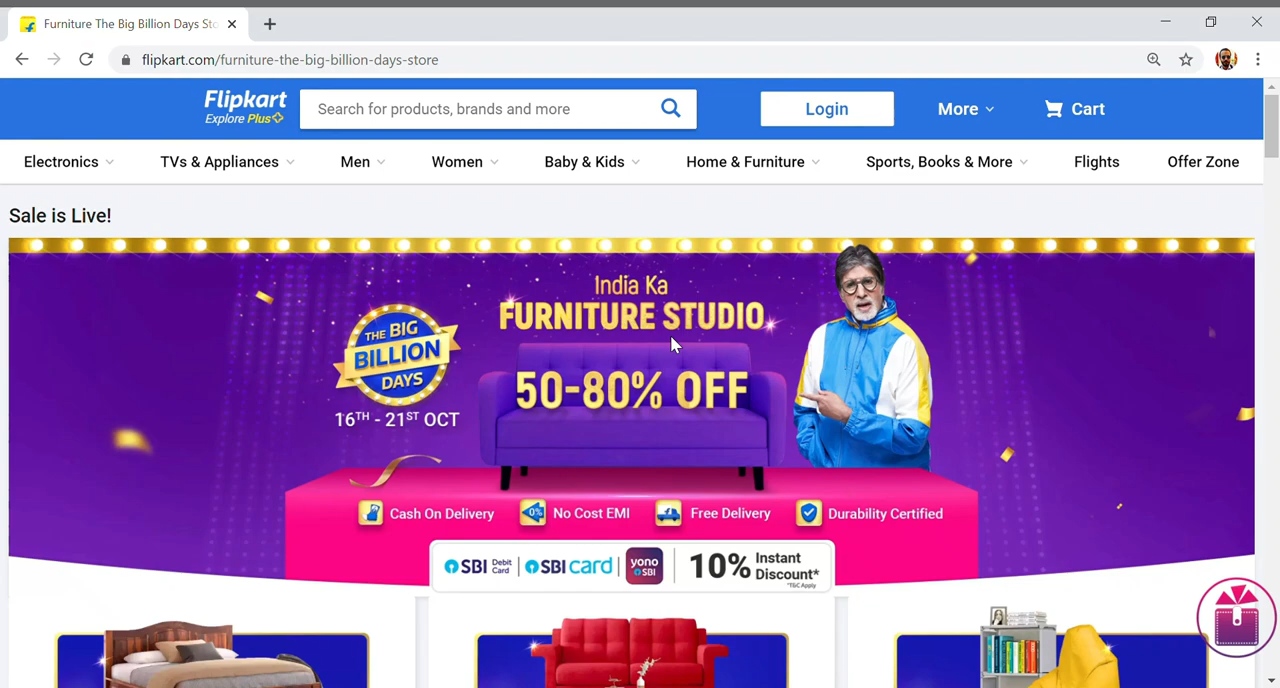 Furniture The Big Billion Days Sto
flipkart.com/furniture-the-big-billion-days-store
Flipkart
Explore Plus
Search for products, brands and more
Login
More
Cart
Electronics
TVs & Appliances
Men
Women
Baby & Kids
Home & Furniture
Sports, Books & More
Flights
Offer Zone
Sale is Live!
India Ka
FURNITURE STUDIO
THE BIG
BILLION
DAYS
16TH - 21ST OCT
50-80% OFF
Cash On Delivery
0%
No Cost EMI
Free Delivery
Durability Certified
SBI Debit Card
SBI card
yono
SBI
10% Instant Discount*
*T&C Apply